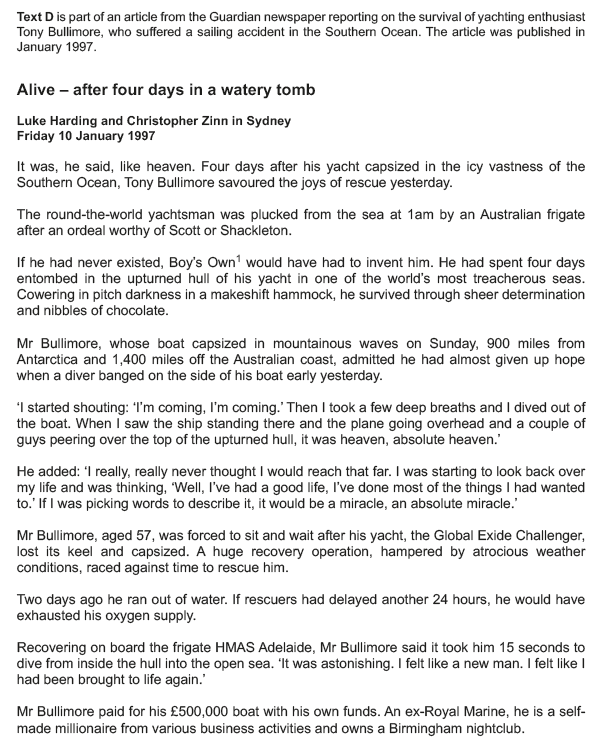 Text D is part of an article from the Guardian newspaper reporting on the survival of yachting enthusiast
Tony Bullimore, who suffered a sailing accident in the Southern Ocean. The article was published in
January 1997.
Alive – after four days in a watery tomb
Luke Harding and Christopher Zinn in Sydney
Friday 10 January 1997
It was, he said, like heaven. Four days after his yacht capsized in the icy vastness of the
Southern Ocean, Tony Bullimore savoured the joys of rescue yesterday.
The round-the-world yachtsman was plucked from the sea at 1am by an Australian frigate
after an ordeal worthy of Scott or Shackleton.
If he had never existed, Boy's Own¹ would have had to invent him. He had spent four days
entombed in the upturned hull of his yacht in one of the world's most treacherous seas.
Cowering in pitch darkness in a makeshift hammock, he survived through sheer determination
and nibbles of chocolate.
Mr Bullimore, whose boat capsized in mountainous waves on Sunday, 900 miles from
Antarctica and 1,400 miles off the Australian coast, admitted he had almost given up hope
when a diver banged on the side of his boat early yesterday.
'I started shouting: 'I'm coming, I'm coming.' Then I took a few deep breaths and I dived out of
the boat. When I saw the ship standing there and the plane going overhead and a couple of
guys peering over the top of the upturned hull, it was heaven, absolute heaven.'
He added: 'I really, really never thought I would reach that far. I was starting to look back over
my life and was thinking, 'Well, I've had a good life, I've done most of the things I had wanted
to.' If I was picking words to describe it, it would be a miracle, an absolute miracle.'
Mr Bullimore, aged 57, was forced to sit and wait after his yacht, the Global Exide Challenger,
lost its keel and capsized. A huge recovery operation, hampered by atrocious weather
conditions, raced against time to rescue him.
Two days ago he ran out of water. If rescuers had delayed another 24 hours, he would have
exhausted his oxygen supply.
Recovering on board the frigate HMAS Adelaide, Mr Bullimore said it took him 15 seconds to
dive from inside the hull into the open sea. 'It was astonishing. I felt like a new man. I felt like I
had been brought to life again.'
Mr Bullimore paid for his £500,000 boat with his own funds. An ex-Royal Marine, he is a self-
made millionaire from various business activities and owns a Birmingham nightclub.